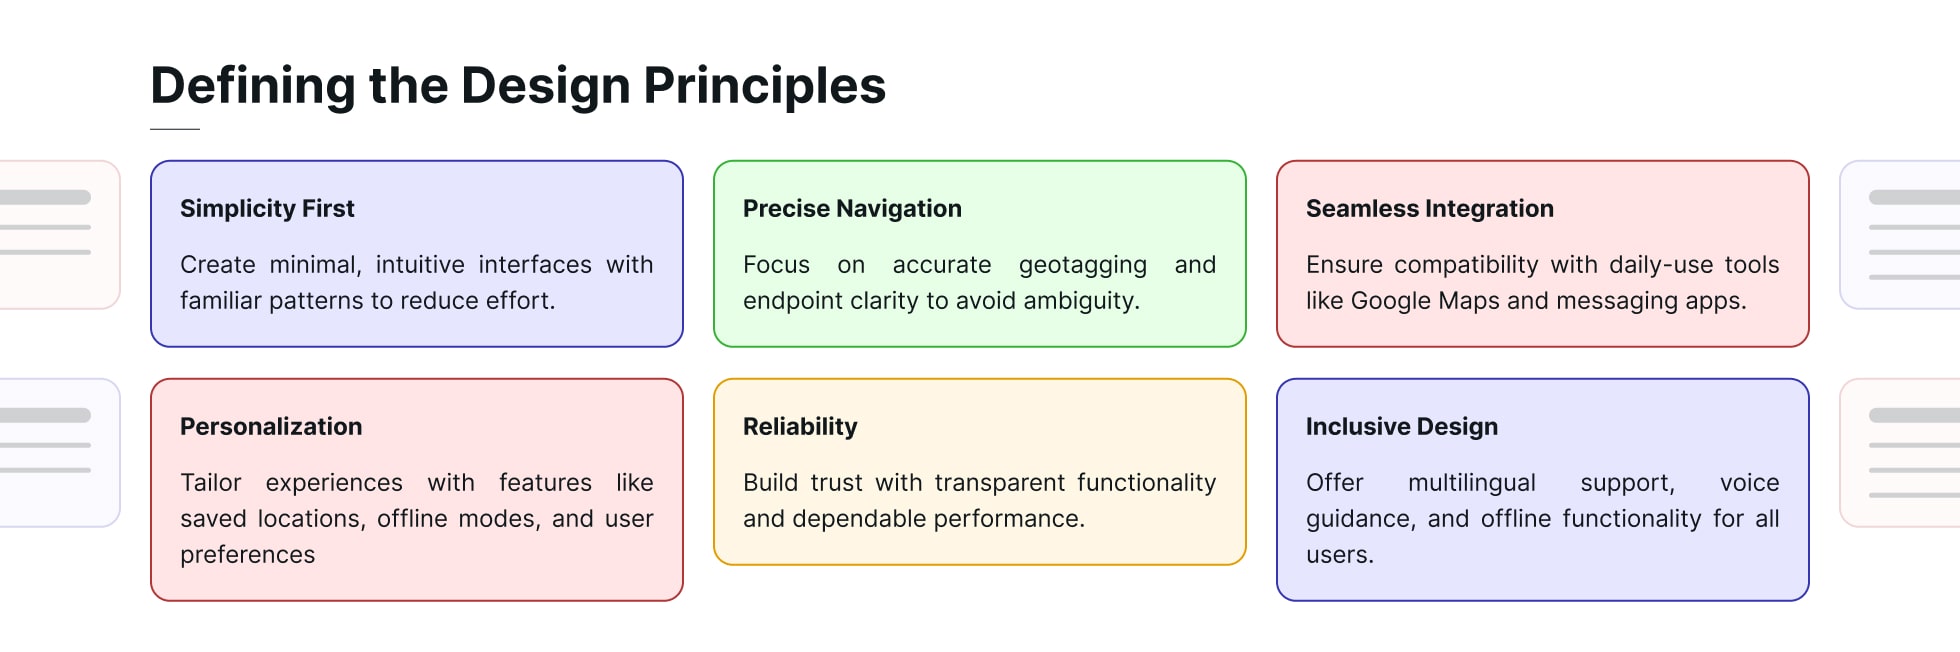 Defining the Design Principles
Simplicity First
Create minimal, intuitive interfaces with
familiar patterns to reduce effort.
Precise Navigation
Focus on accurate geotagging and
endpoint clarity to avoid ambiguity.
Seamless Integration
Ensure compatibility with daily-use tools
like Google Maps and messaging apps.
Personalization
Tailor experiences with features like
saved locations, offline modes, and user
preferences
Reliability
Build trust with transparent functionality
and dependable performance.
Inclusive Design
Offer multilingual support, voice
guidance, and offline functionality for all
users.